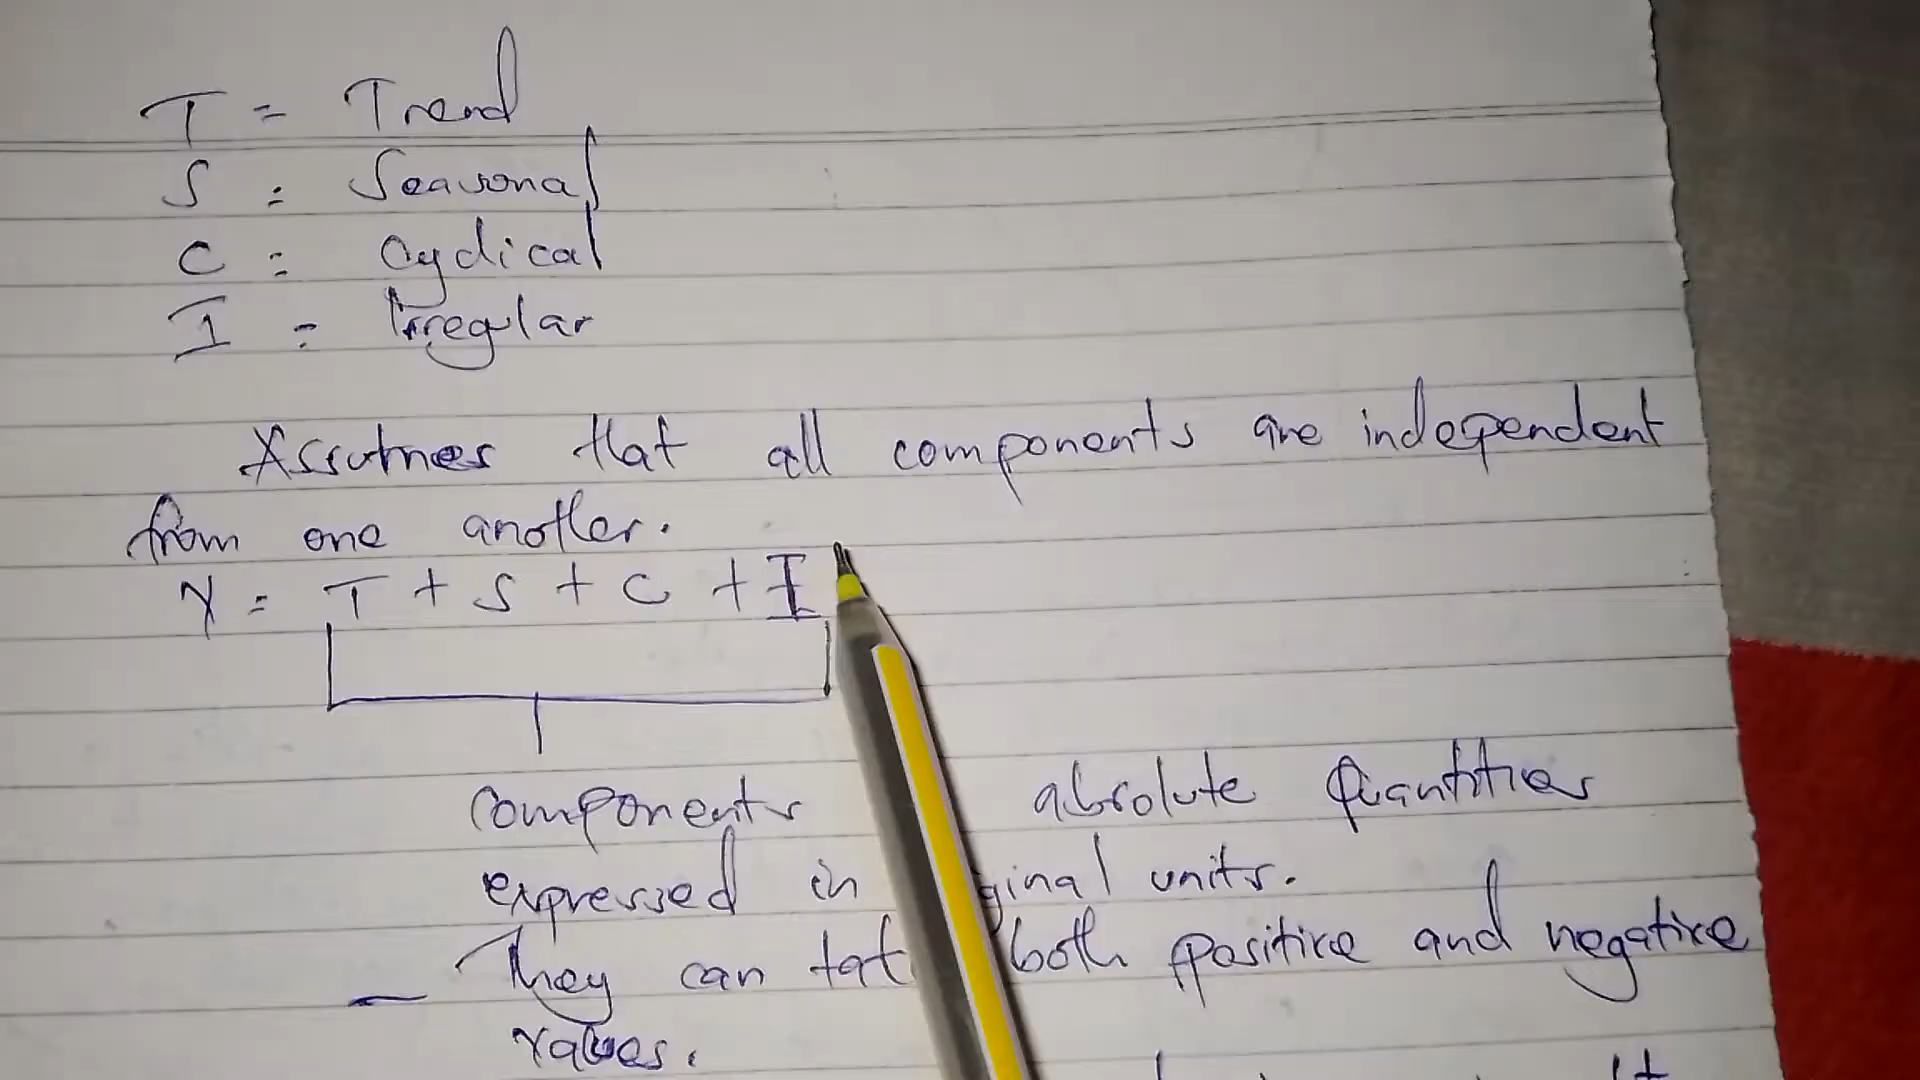 T = Trend
S = Seasonal
C = Cyclical
I = Irregular
Assumes that all components are independent
from one another.
Y = T + S + C + I
components absolute Quantities
expressed in ginal units.
— They can tak both positive and negative
values.